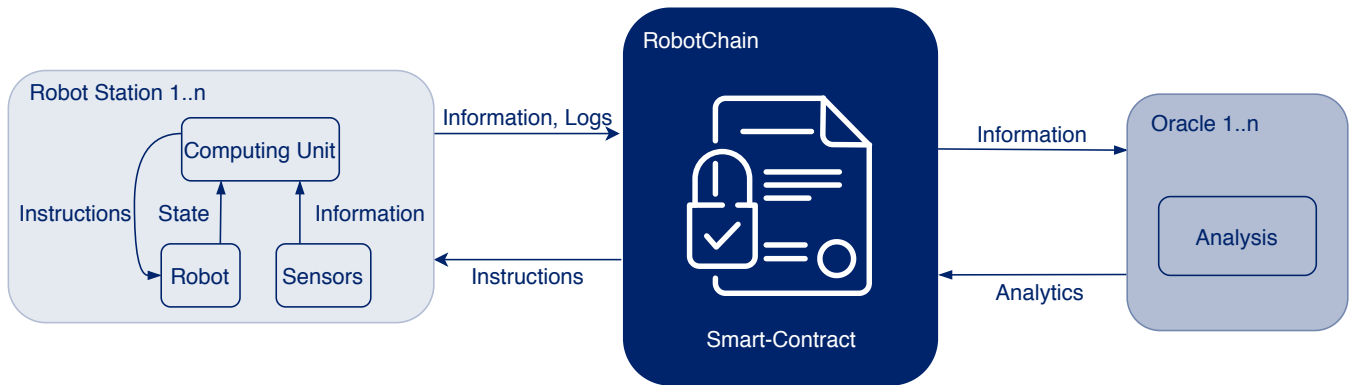 RobotChain
Robot Station 1..n
Computing Unit
Instructions
State
Information
Robot
Sensors
Information, Logs
Instructions
Smart-Contract
Information
Analytics
Oracle 1..n
Analysis